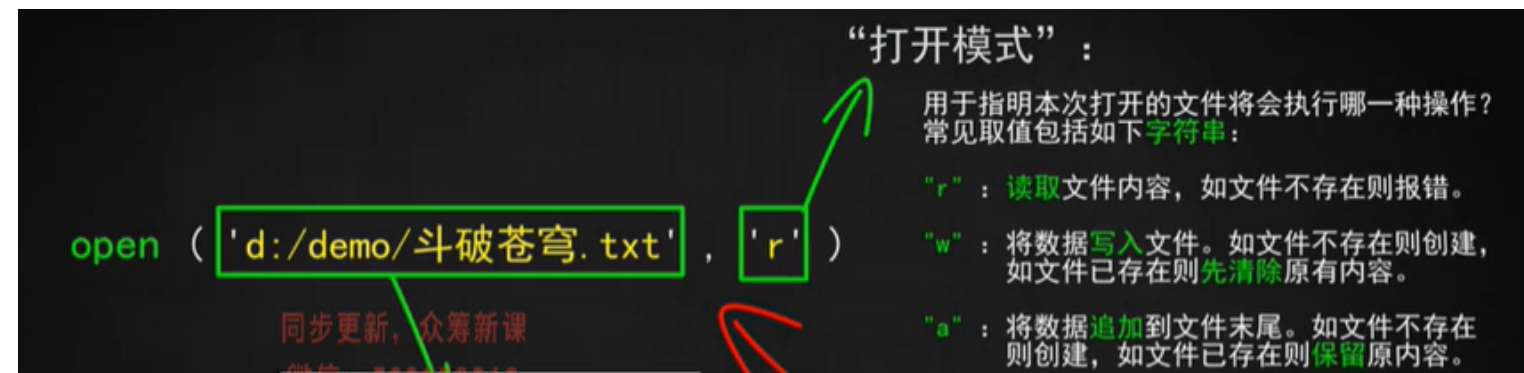 “打开模式”：
用于指明本次打开的文件将会执行哪一种操作？
常见取值包括如下字符串：
"r" ：读取文件内容，如文件不存在则报错。
open ( 'd:/demo/斗破苍穹.txt' , 'r' )
"w" ：将数据写入文件。如文件不存在则创建，
如文件已存在则先清除原有内容。
同步更新，众筹新课
"a" ：将数据追加到文件末尾。如文件不存在
则创建，如文件已存在则保留原内容。